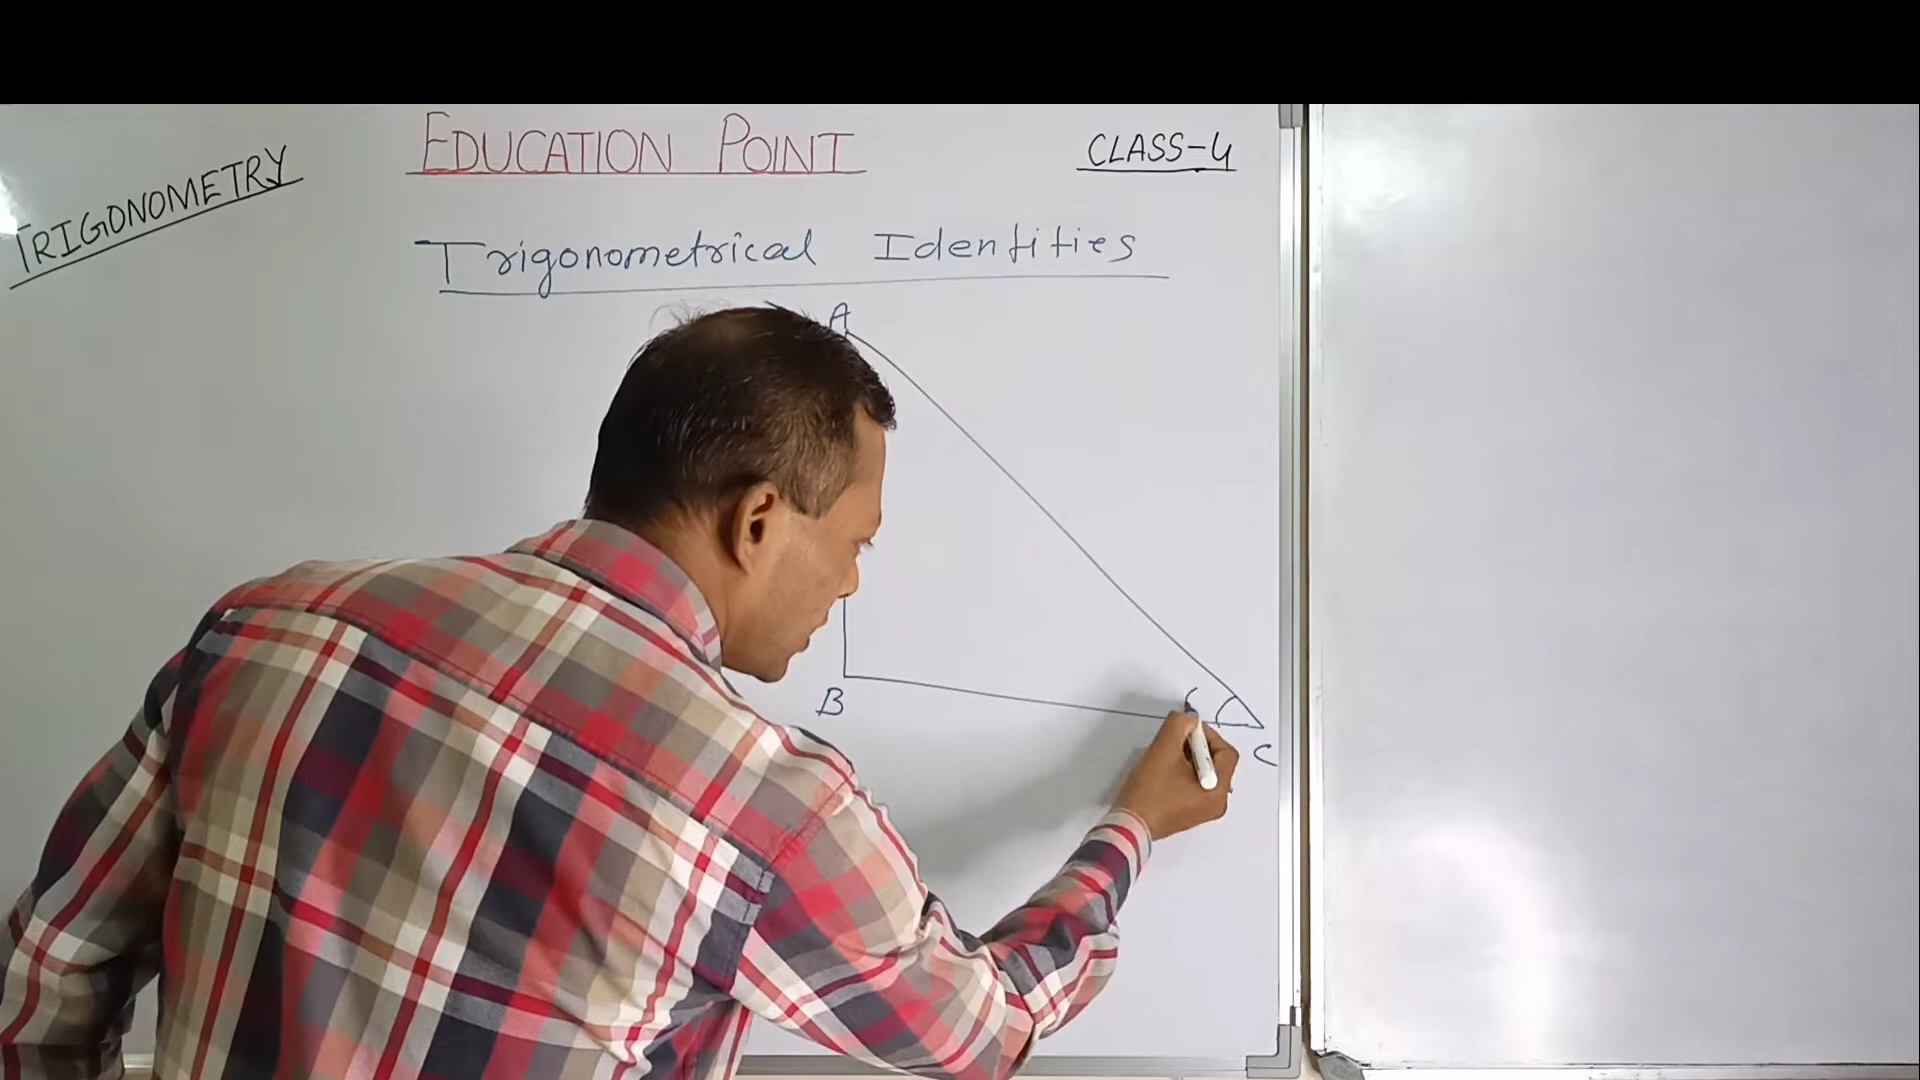 EDUCATION POINT
CLASS-4
TRIGONOMETRY
Trigonometrical Identities
A
B
C